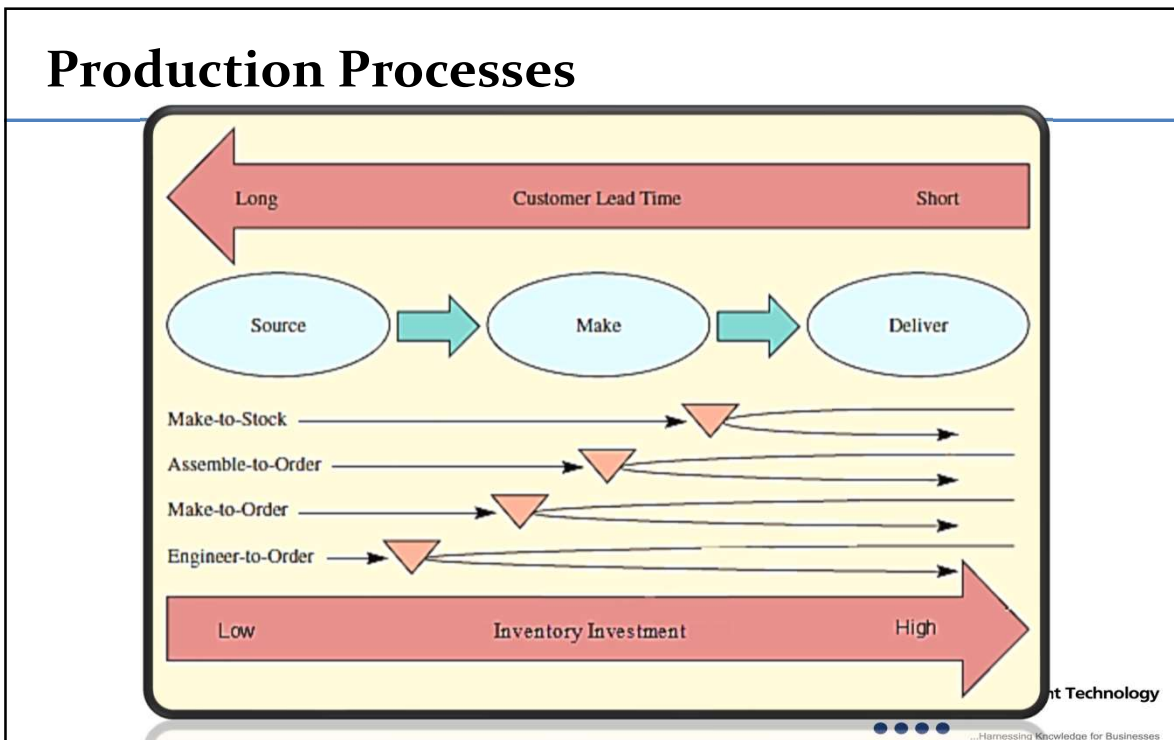 Production Processes
Long Customer Lead Time Short
Source Make Deliver
Make-to-Stock
Assemble-to-Order
Make-to-Order
Engineer-to-Order
Low Inventory Investment High
Technology
...Harnessing Knowledge for Businesses